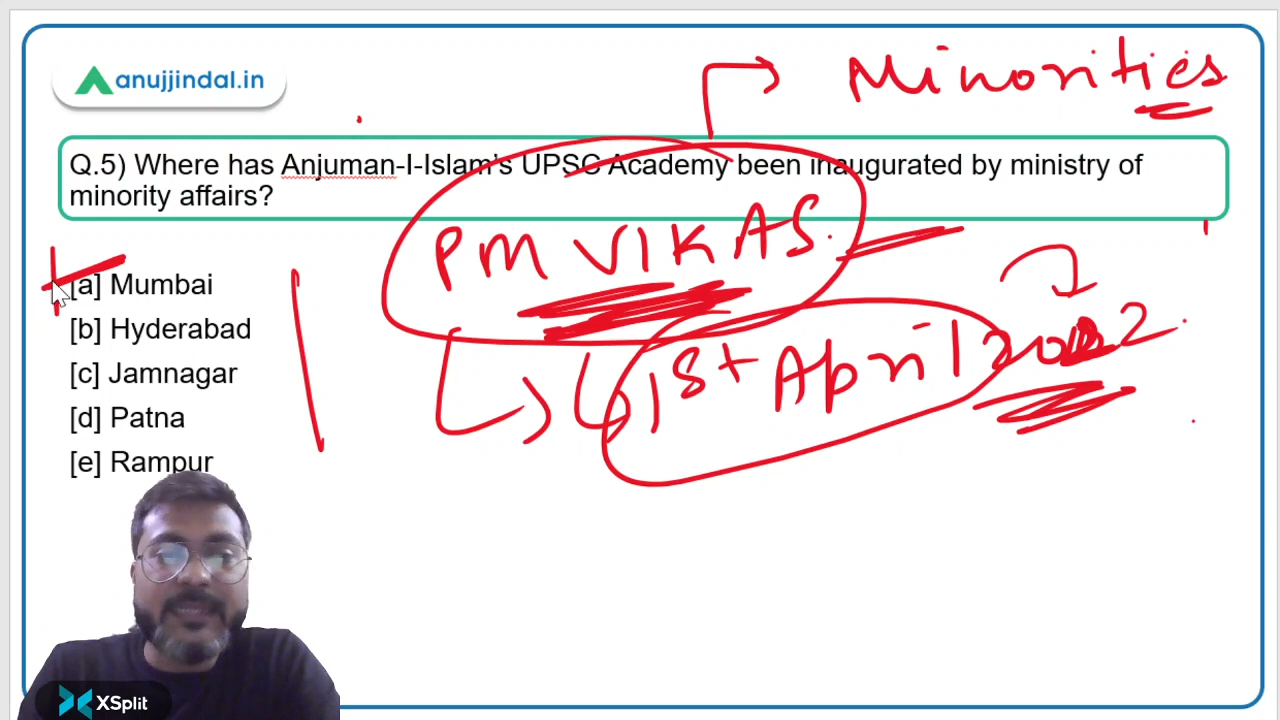 anujjindal.in
Minorities
Q.5) Where has Anjuman-I-Islam's UPSC Academy been inaugurated by ministry of
minority affairs?
PM VIKAS
[a] Mumbai
[b] Hyderabad
1st April 2022
[c] Jamnagar
[d] Patna
[e] Rampur
XSplit